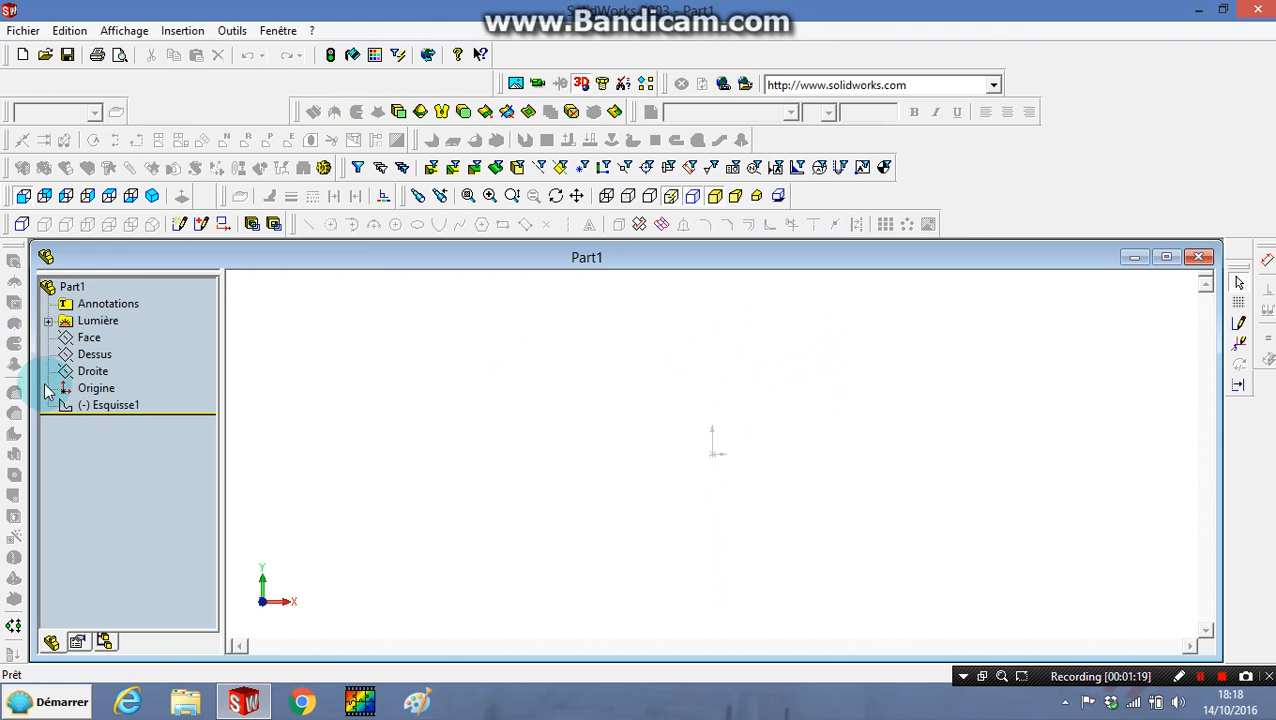 SolidWorks 2003 - Part1
www.Bandicam.com
Fichier Edition Affichage Insertion Outils Fenêtre ?
3D
http://www.solidworks.com
B I U
N R P E
A
Part1
Part1
Annotations
Lumière
Face
Dessus
Droite
Origine
(-) Esquisse1
Y
X
Prêt
Recording [00:01:19]
Démarrer
18:18
14/10/2016